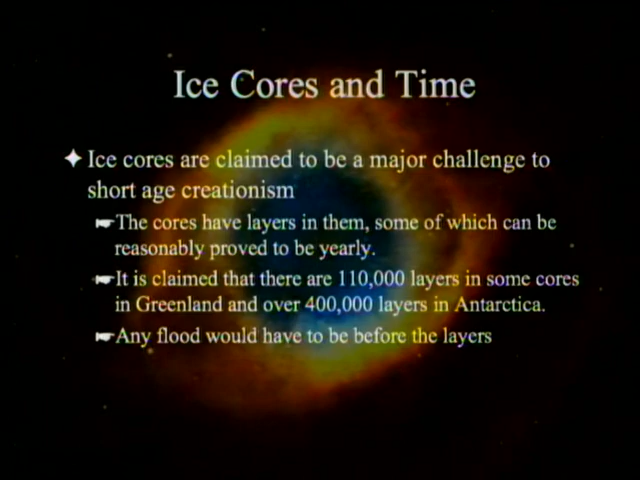 Ice Cores and Time
Ice cores are claimed to be a major challenge to
short age creationism
The cores have layers in them, some of which can be
reasonably proved to be yearly.
It is claimed that there are 110,000 layers in some cores
in Greenland and over 400,000 layers in Antarctica.
Any flood would have to be before the layers